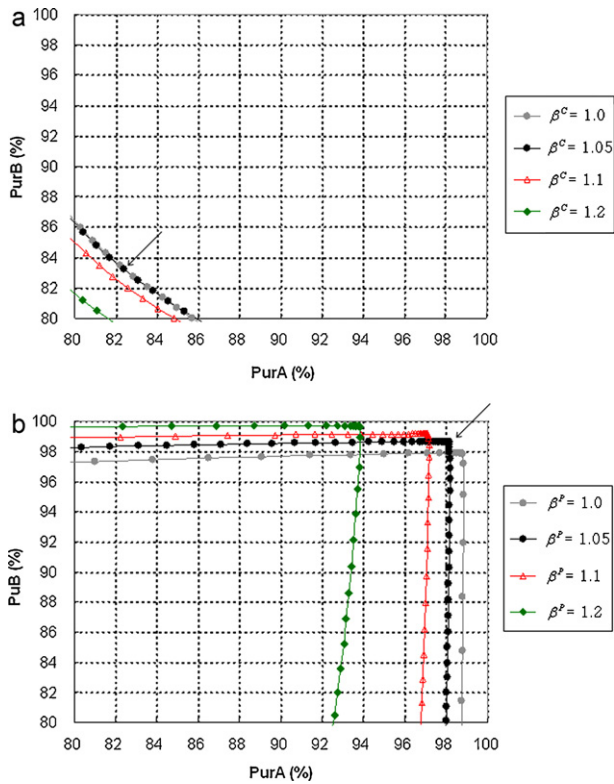 a
100
98
96
94
92
90
88
86
84
82
80
PurB (%)
80 82 84 86 88 90 92 94 96 98 100
PurA (%)
β^C = 1.0
β^C = 1.05
β^C = 1.1
β^C = 1.2
b
100
98
96
94
92
90
88
86
84
82
80
PuB (%)
80 82 84 86 88 90 92 94 96 98 100
PurA (%)
β^P = 1.0
β^P = 1.05
β^P = 1.1
β^P = 1.2